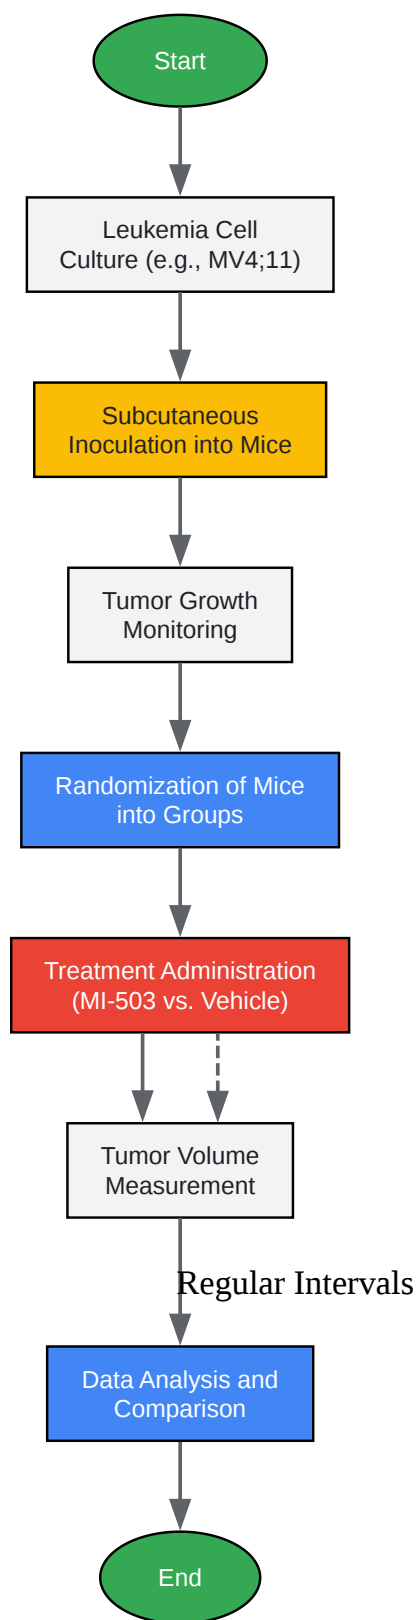 Start
Leukemia Cell
Culture (e.g., MV4;11)
Subcutaneous
Inoculation into Mice
Tumor Growth
Monitoring
Randomization of Mice
into Groups
Treatment Administration
(MI-503 vs. Vehicle)
Tumor Volume
Measurement
Regular Intervals
Data Analysis and
Comparison
End